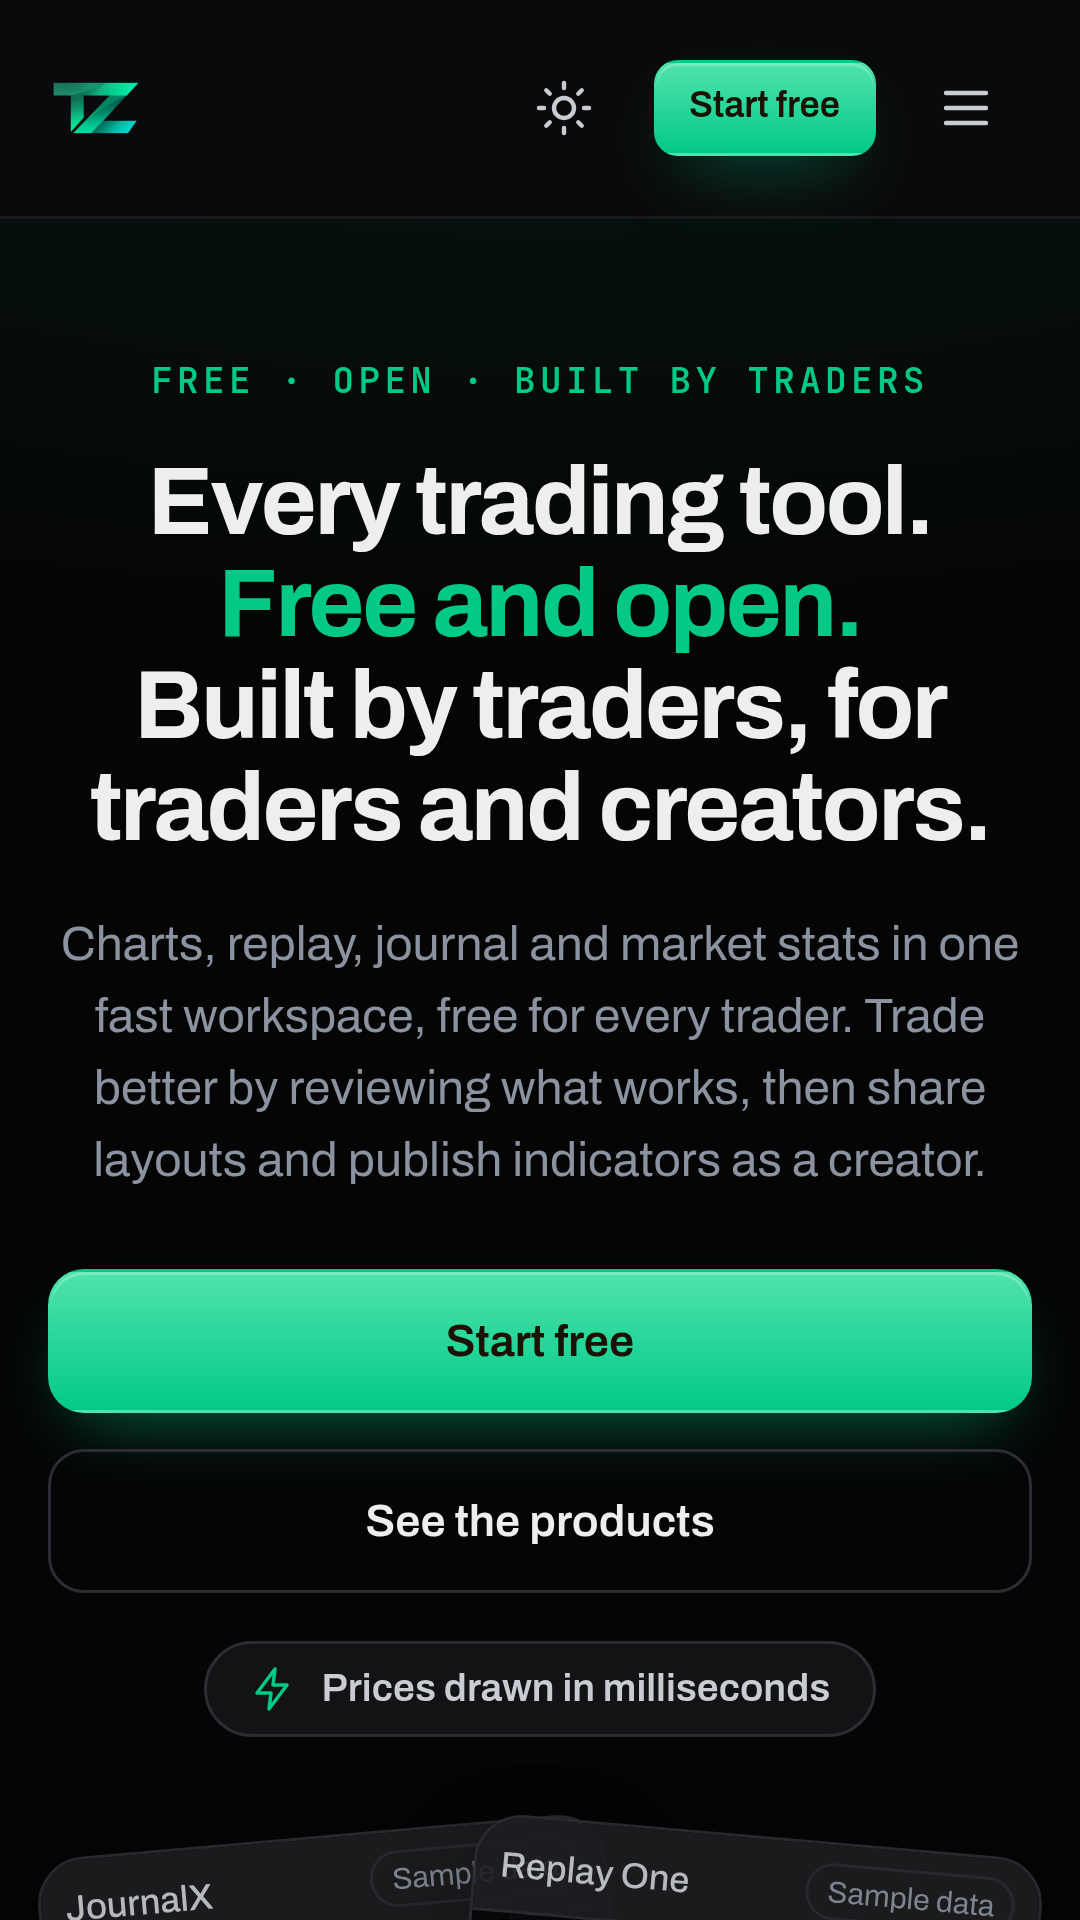 TZ
Start free
FREE · OPEN · BUILT BY TRADERS
Every trading tool.
Free and open.
Built by traders, for
traders and creators.
Charts, replay, journal and market stats in one
fast workspace, free for every trader. Trade
better by reviewing what works, then share
layouts and publish indicators as a creator.
Start free
See the products
Prices drawn in milliseconds
JournalX
Sample
Replay One
Sample data